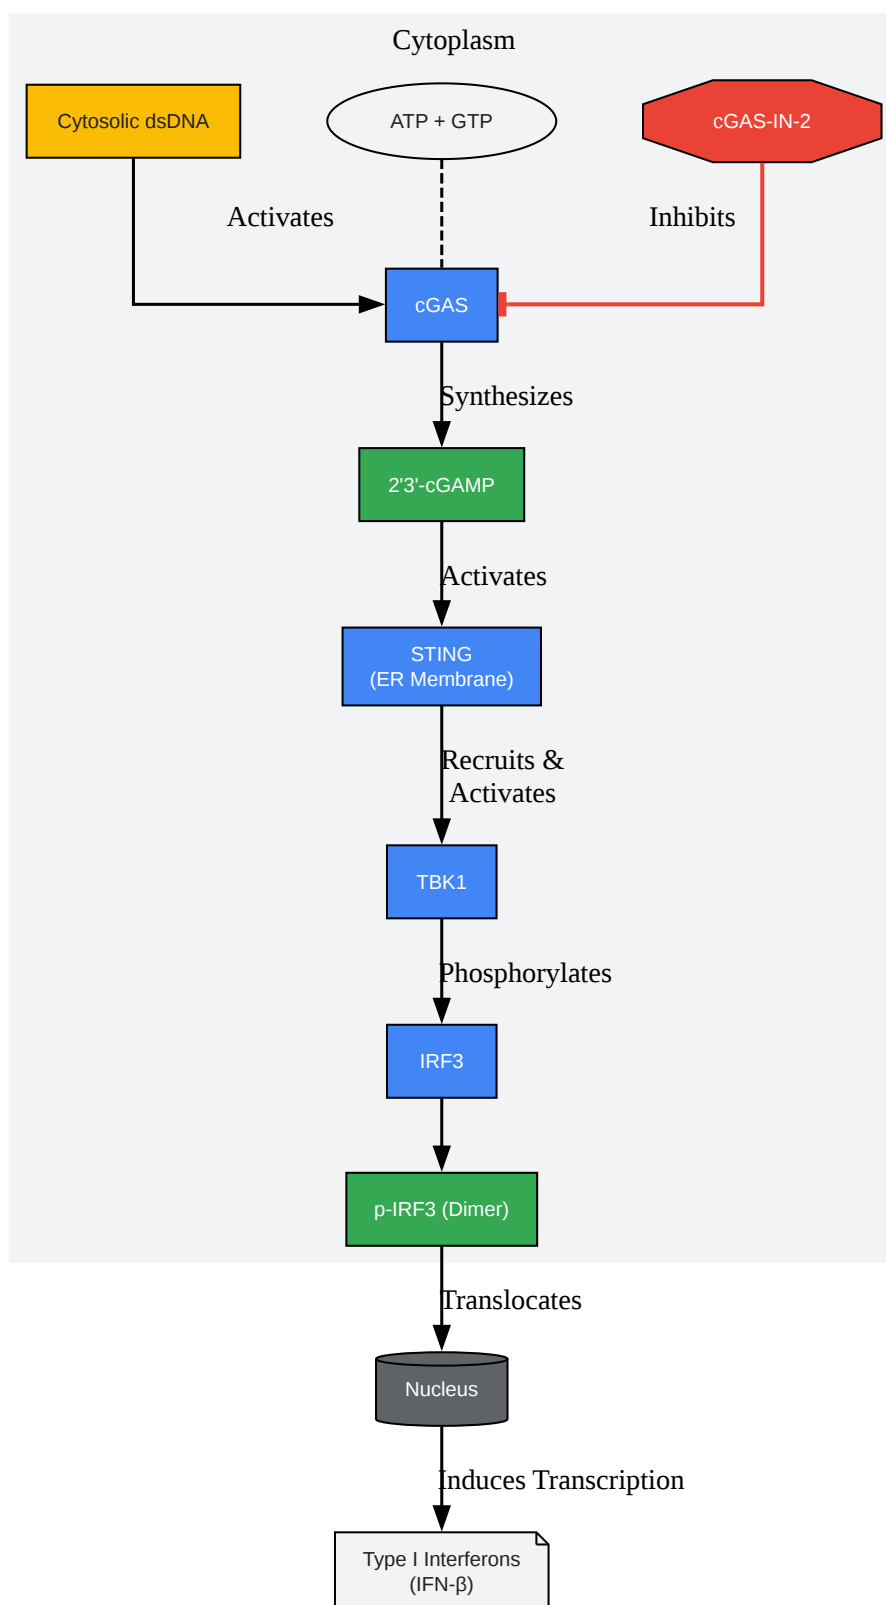 Cytoplasm
Cytosolic dsDNA
ATP + GTP
cGAS-IN-2
Activates
Inhibits
cGAS
Synthesizes
2'3'-cGAMP
Activates
STING
(ER Membrane)
Recruits &
Activates
TBK1
Phosphorylates
IRF3
p-IRF3 (Dimer)
Translocates
Nucleus
Induces Transcription
Type I Interferons
(IFN-β)